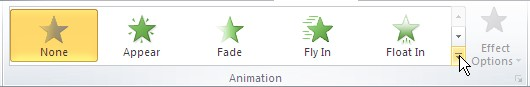 None Appear Fade Fly In Float In Effect
Options
Animation